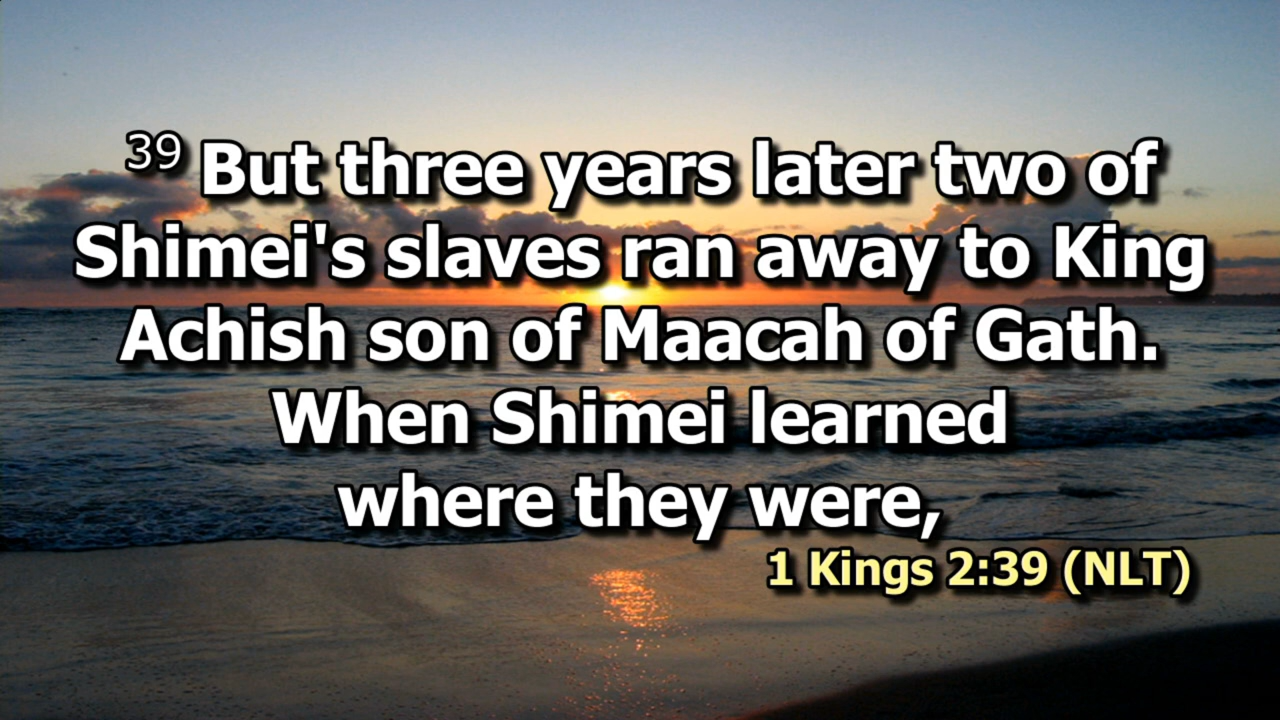 39 But three years later two of
Shimei's slaves ran away to King
Achish son of Maacah of Gath.
When Shimei learned
where they were,
1 Kings 2:39 (NLT)